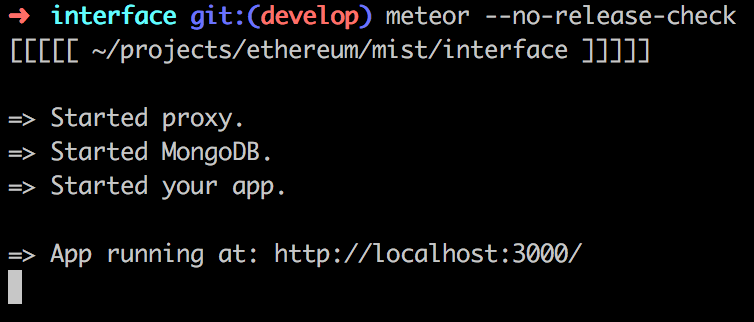 ➜ interface git:(develop) meteor --no-release-check
[[[[[ ~/projects/ethereum/mist/interface ]]]]]
=> Started proxy.
=> Started MongoDB.
=> Started your app.
=> App running at: http://localhost:3000/